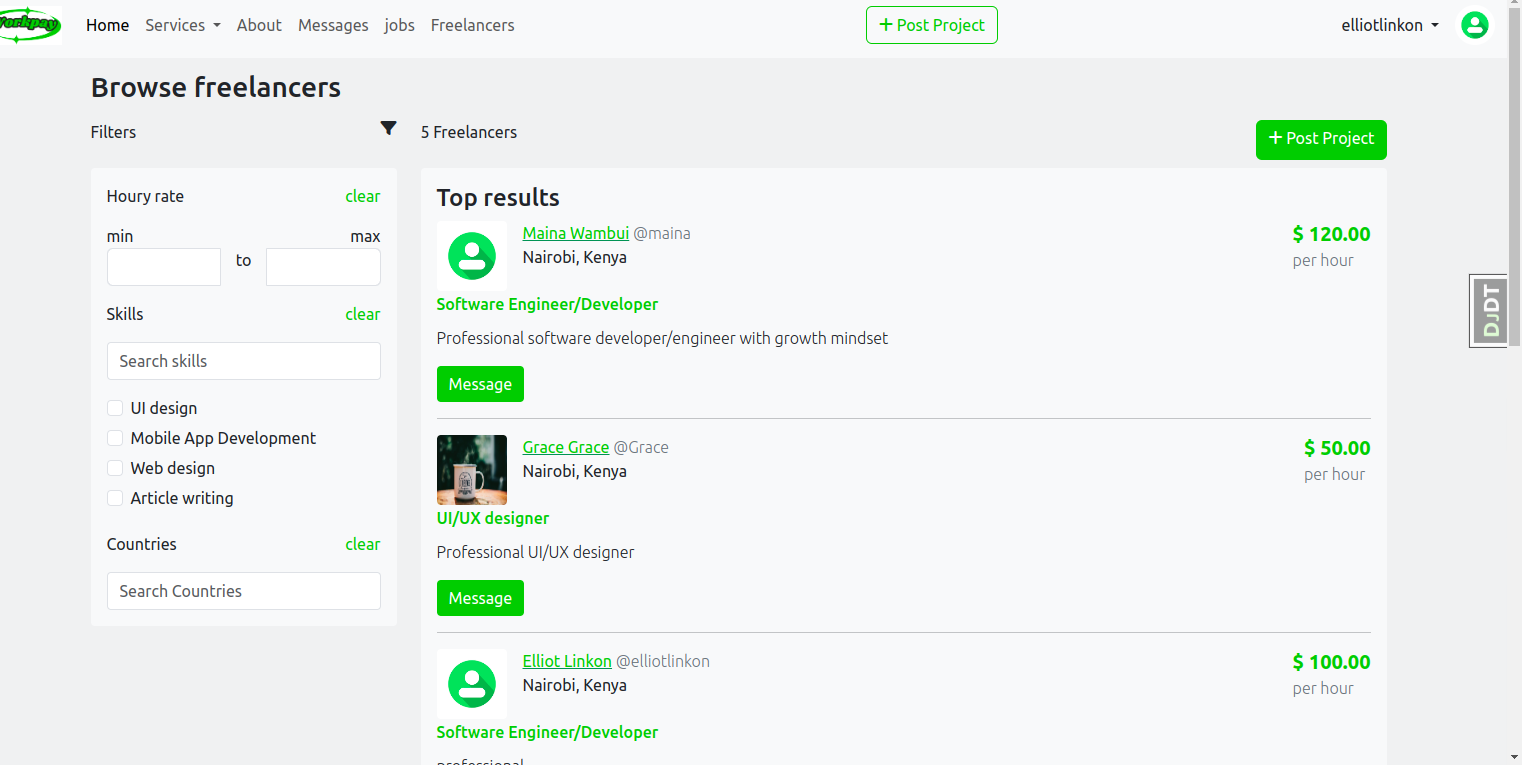 Workpay Home Services About Messages jobs Freelancers + Post Project elliotlinkon
Browse freelancers
Filters
5 Freelancers
+ Post Project
Houry rate clear
min max
to
Skills clear
Search skills
UI design
Mobile App Development
Web design
Article writing
Countries clear
Search Countries
Top results
Maina Wambui @maina
Nairobi, Kenya
$ 120.00
per hour
Software Engineer/Developer
Professional software developer/engineer with growth mindset
Message
Grace Grace @Grace
Nairobi, Kenya
$ 50.00
per hour
UI/UX designer
Professional UI/UX designer
Message
Elliot Linkon @elliotlinkon
Nairobi, Kenya
$ 100.00
per hour
Software Engineer/Developer
professional
DJDT